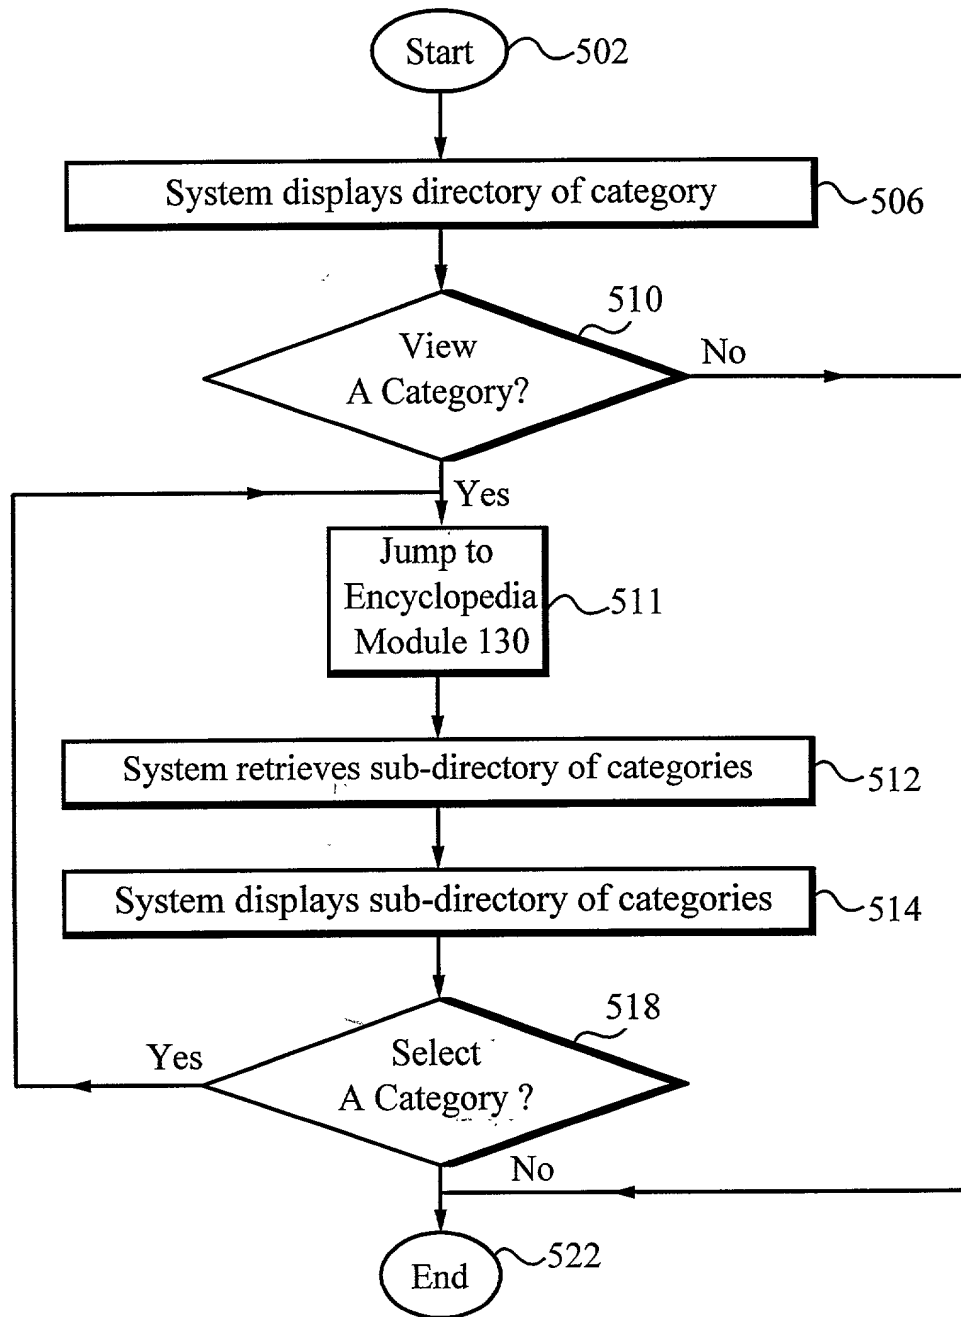 Start
502
System displays directory of category
506
510
View
A Category?
No
Yes
Jump to
Encyclopedia
Module 130
511
System retrieves sub-directory of categories
512
System displays sub-directory of categories
514
518
Yes
Select
A Category ?
No
522
End